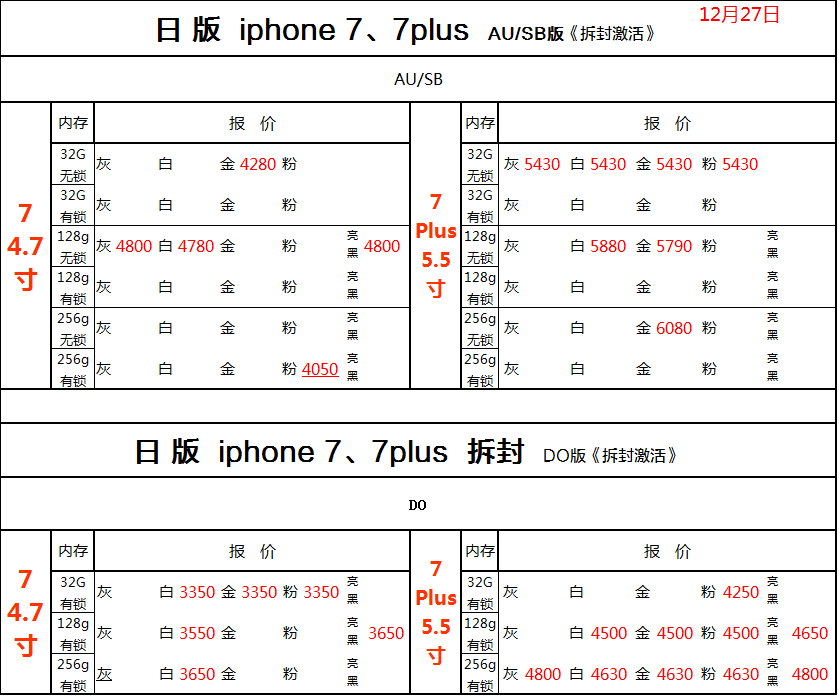 日 版 iphone 7、7plus AU/SB版《拆封激活》 12月27日
AU/SB
内存 报 价 内存 报 价
7
4.7
寸
32G
无锁 灰 白 金 4280 粉
32G
有锁 灰 白 金 粉
128g
无锁 灰 4800 白 4780 金 粉 亮黑 4800
128g
有锁 灰 白 金 粉 亮黑
256g
无锁 灰 白 金 粉 亮黑
256g
有锁 灰 白 金 粉 4050 亮黑
7
Plus
5.5
寸
32G
无锁 灰 5430 白 5430 金 5430 粉 5430
32G
有锁 灰 白 金 粉
128g
无锁 灰 白 5880 金 5790 粉 亮黑
128g
有锁 灰 白 金 粉 亮黑
256g
无锁 灰 白 金 6080 粉 亮黑
256g
有锁 灰 白 金 粉 亮黑
日 版 iphone 7、7plus 拆封 DO版《拆封激活》
DO
内存 报 价 内存 报 价
7
4.7
寸
32G
有锁 灰 白 3350 金 3350 粉 3350 亮黑
128g
有锁 灰 白 3550 金 粉 亮黑 3650
256g
有锁 灰 白 3650 金 粉 亮黑
7
Plus
5.5
寸
32G
有锁 灰 白 金 粉 4250 亮黑
128g
有锁 灰 白 4500 金 4500 粉 4500 亮黑 4650
256g
有锁 灰 4800 白 4630 金 4630 粉 4630 亮黑 4800